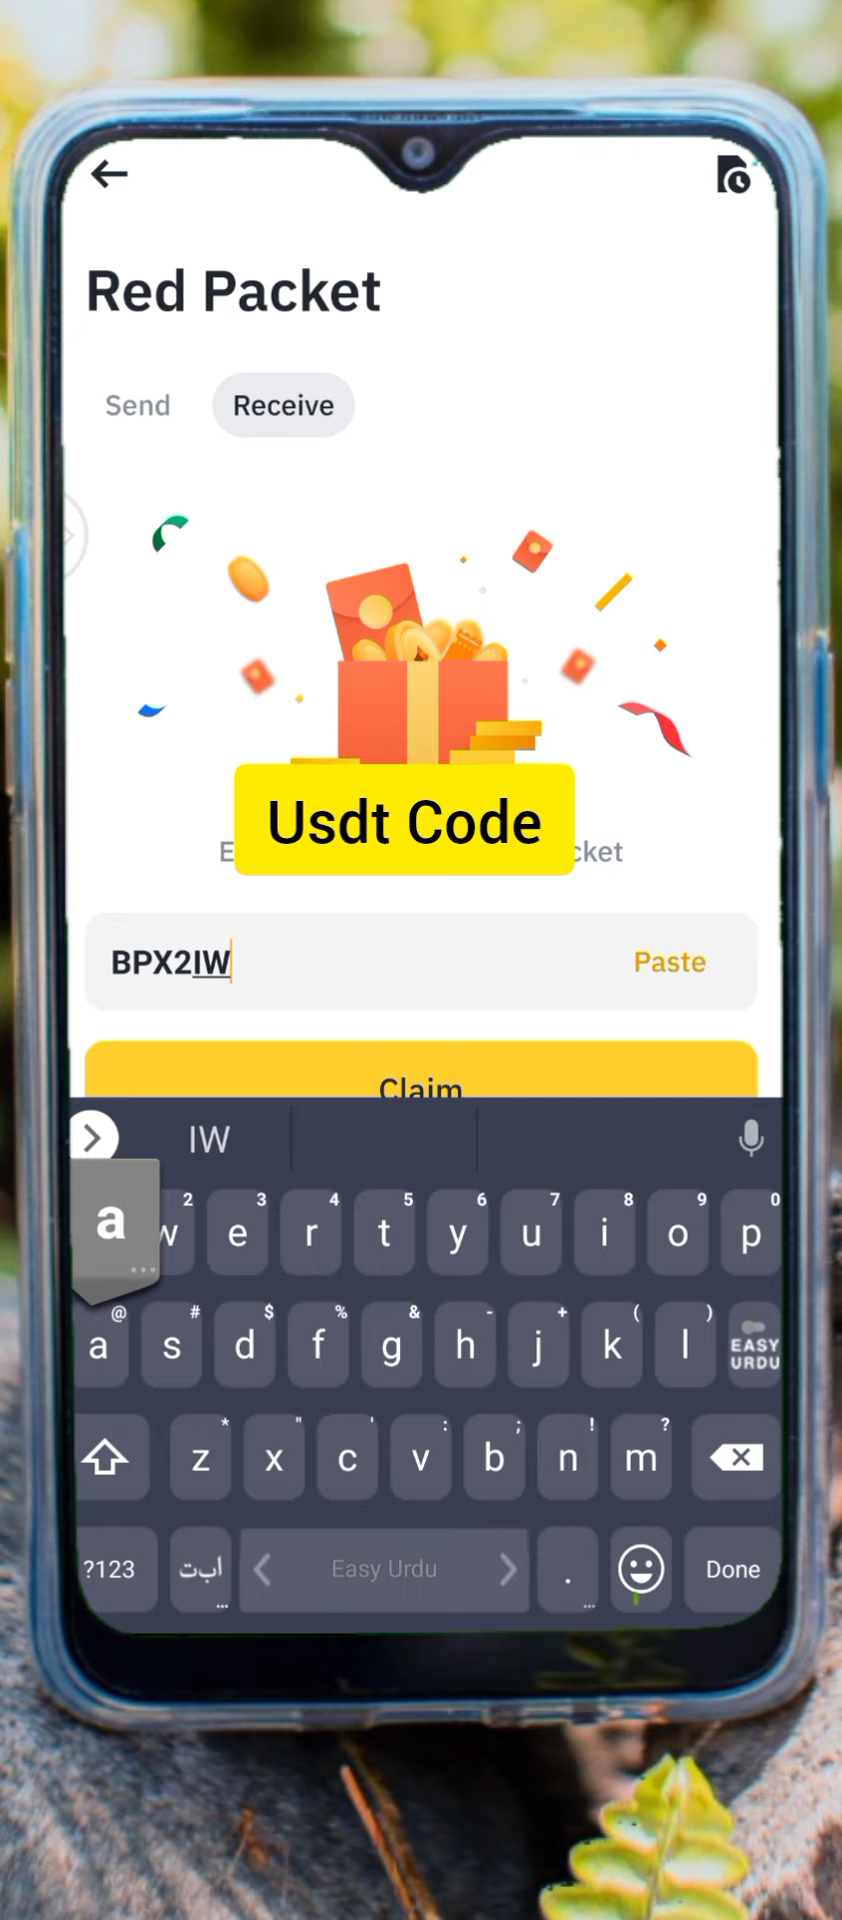 Red Packet
Send Receive
Usdt Code
BPX2IW Paste
Claim
IW
a
2 3 4 5 6 7 8 9 0
w e r t y u i o p
@ # $ % & - + ( )
a s d f g h j k l EASY URDU
* " ' : ; ! ?
z x c v b n m
?123 ابت Easy Urdu . Done